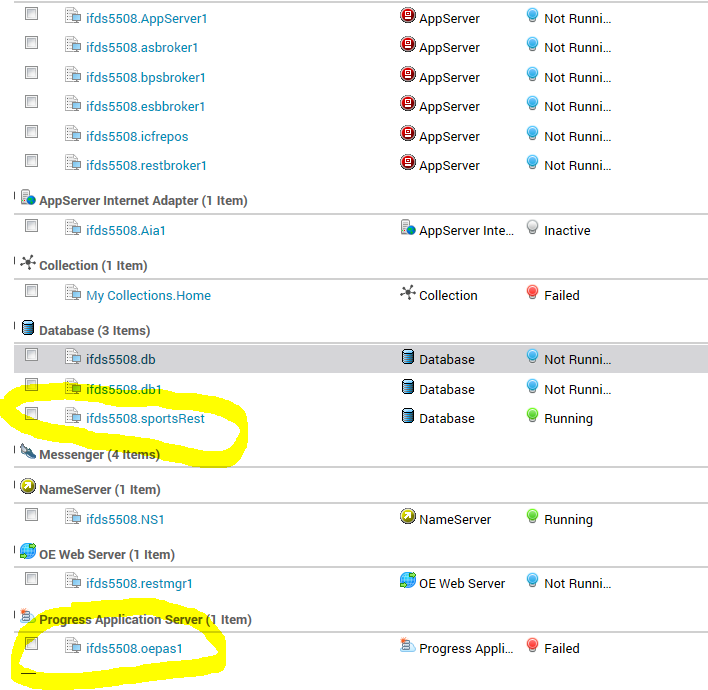 ifds5508.AppServer1 AppServer Not Runni...
ifds5508.asbroker1 AppServer Not Runni...
ifds5508.bpsbroker1 AppServer Not Runni...
ifds5508.esbbroker1 AppServer Not Runni...
ifds5508.icfrepos AppServer Not Runni...
ifds5508.restbroker1 AppServer Not Runni...
AppServer Internet Adapter (1 Item)
ifds5508.Aia1 AppServer Inte... Inactive
Collection (1 Item)
My Collections.Home Collection Failed
Database (3 Items)
ifds5508.db Database Not Runni...
ifds5508.db1 Database Not Runni...
ifds5508.sportsRest Database Running
Messenger (4 Items)
NameServer (1 Item)
ifds5508.NS1 NameServer Running
OE Web Server (1 Item)
ifds5508.restmgr1 OE Web Server Not Runni...
Progress Application Server (1 Item)
ifds5508.oepas1 Progress Appli... Failed